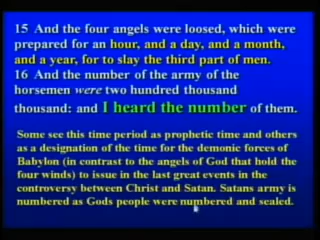 15 And the four angels were loosed, which were
prepared for an hour, and a day, and a month,
and a year, for to slay the third part of men.
16 And the number of the army of the
horsemen were two hundred thousand
thousand: and I heard the number of them.
Some see this time period as prophetic time and others
as a designation of the time for the demonic forces of
Babylon (in contrast to the angels of God that hold the
four winds) to issue in the last great events in the
controversy between Christ and Satan. Satans army is
numbered as Gods people were numbered and sealed.